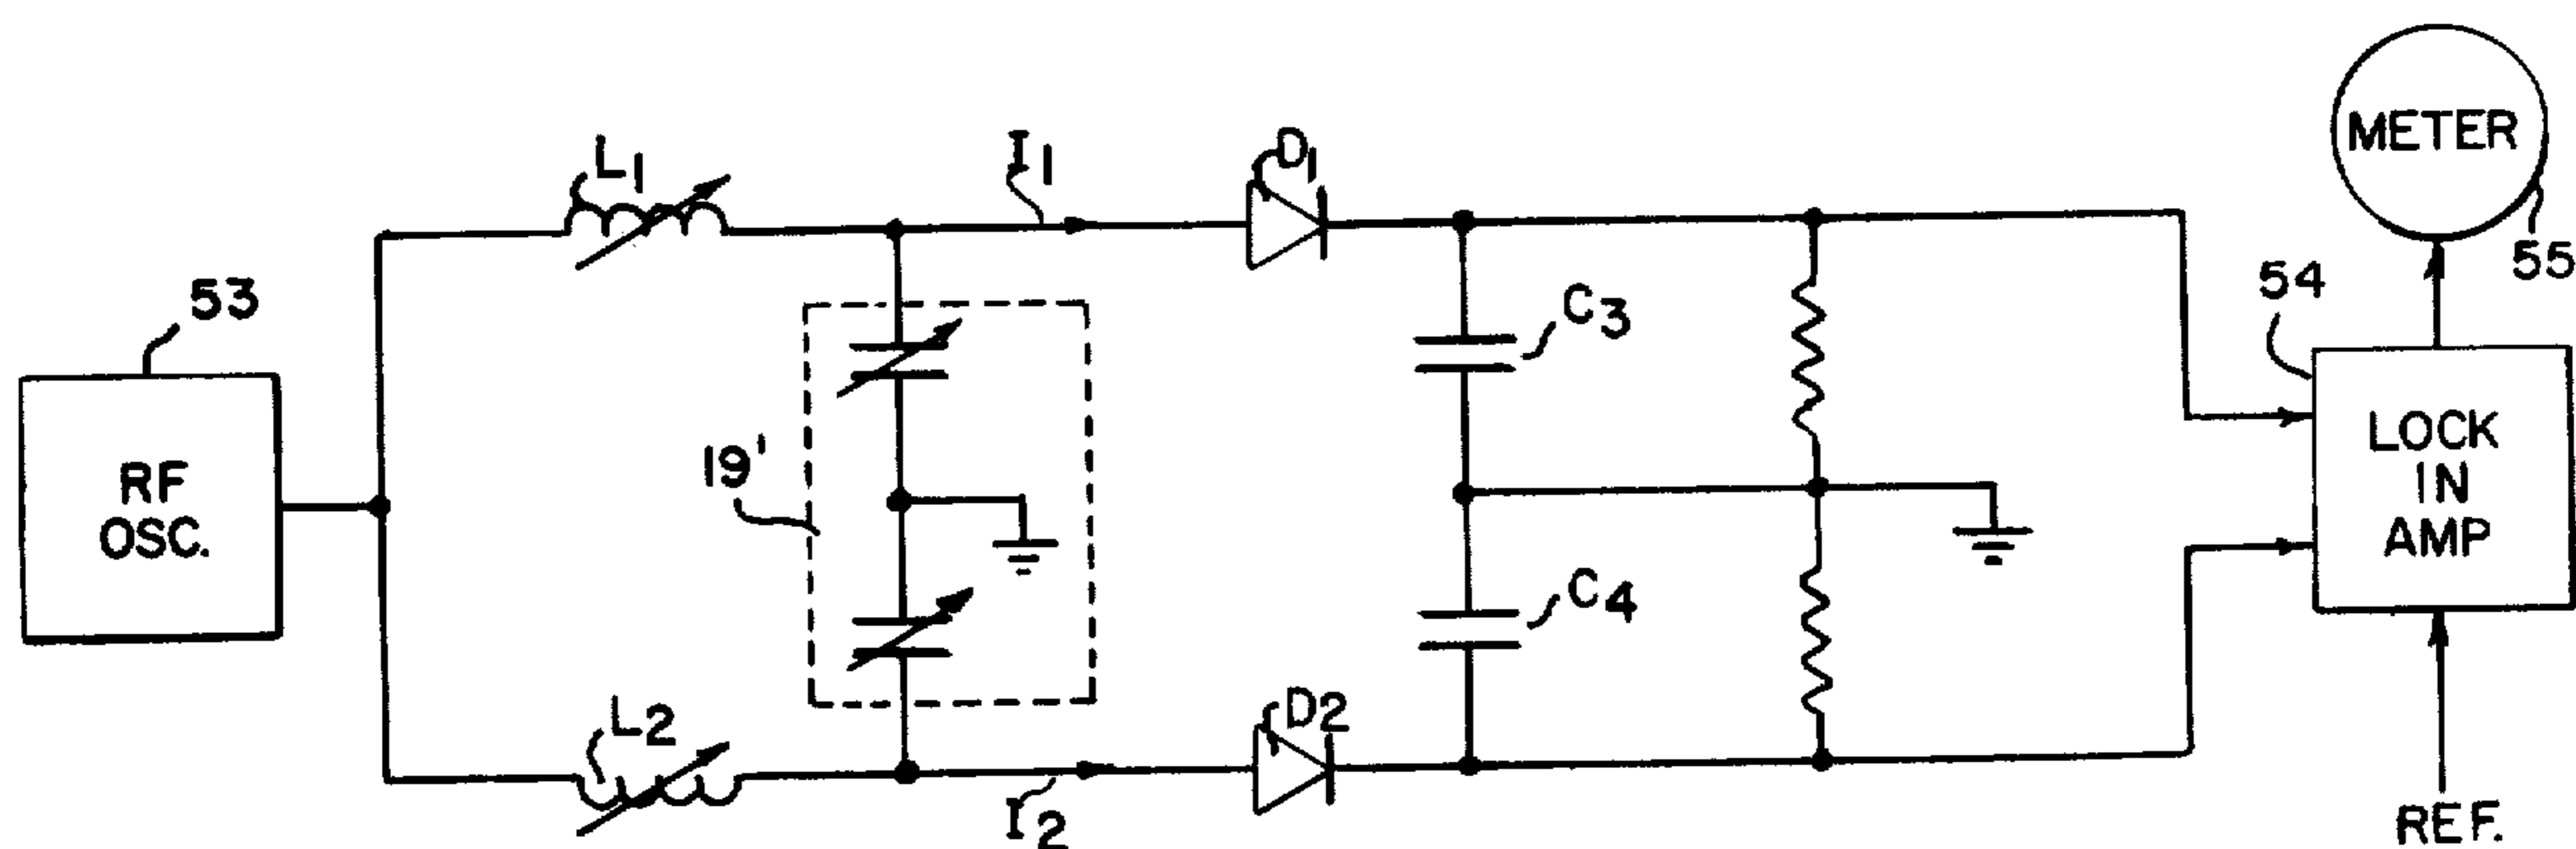 METER
55
L1
I1
D1
53
54
C3
19'
RF
OSC.
LOCK
IN
AMP
C4
L2
D2
I2
REF.